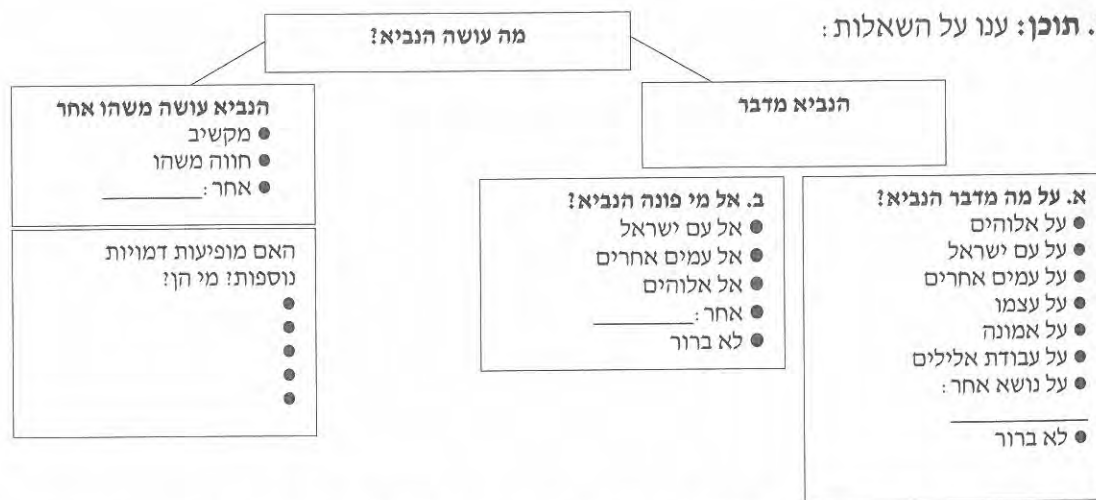 . תוכן: ענו על השאלות:
מה עושה הנביא?
הנביא מדבר
א. על מה מדבר הנביא?
● על אלוהים
● על עם ישראל
● על עמים אחרים
● על עצמו
● על אמונה
● על עבודת אלילים
● על נושא אחר:
__________
● לא ברור
ב. אל מי פונה הנביא?
● אל עם ישראל
● אל עמים אחרים
● אל אלוהים
● אחר: __________
● לא ברור
הנביא עושה משהו אחר
● מקשיב
● חווה משהו
● אחר: __________
האם מופיעות דמויות
נוספות? מי הן?
●
●
●
●
●